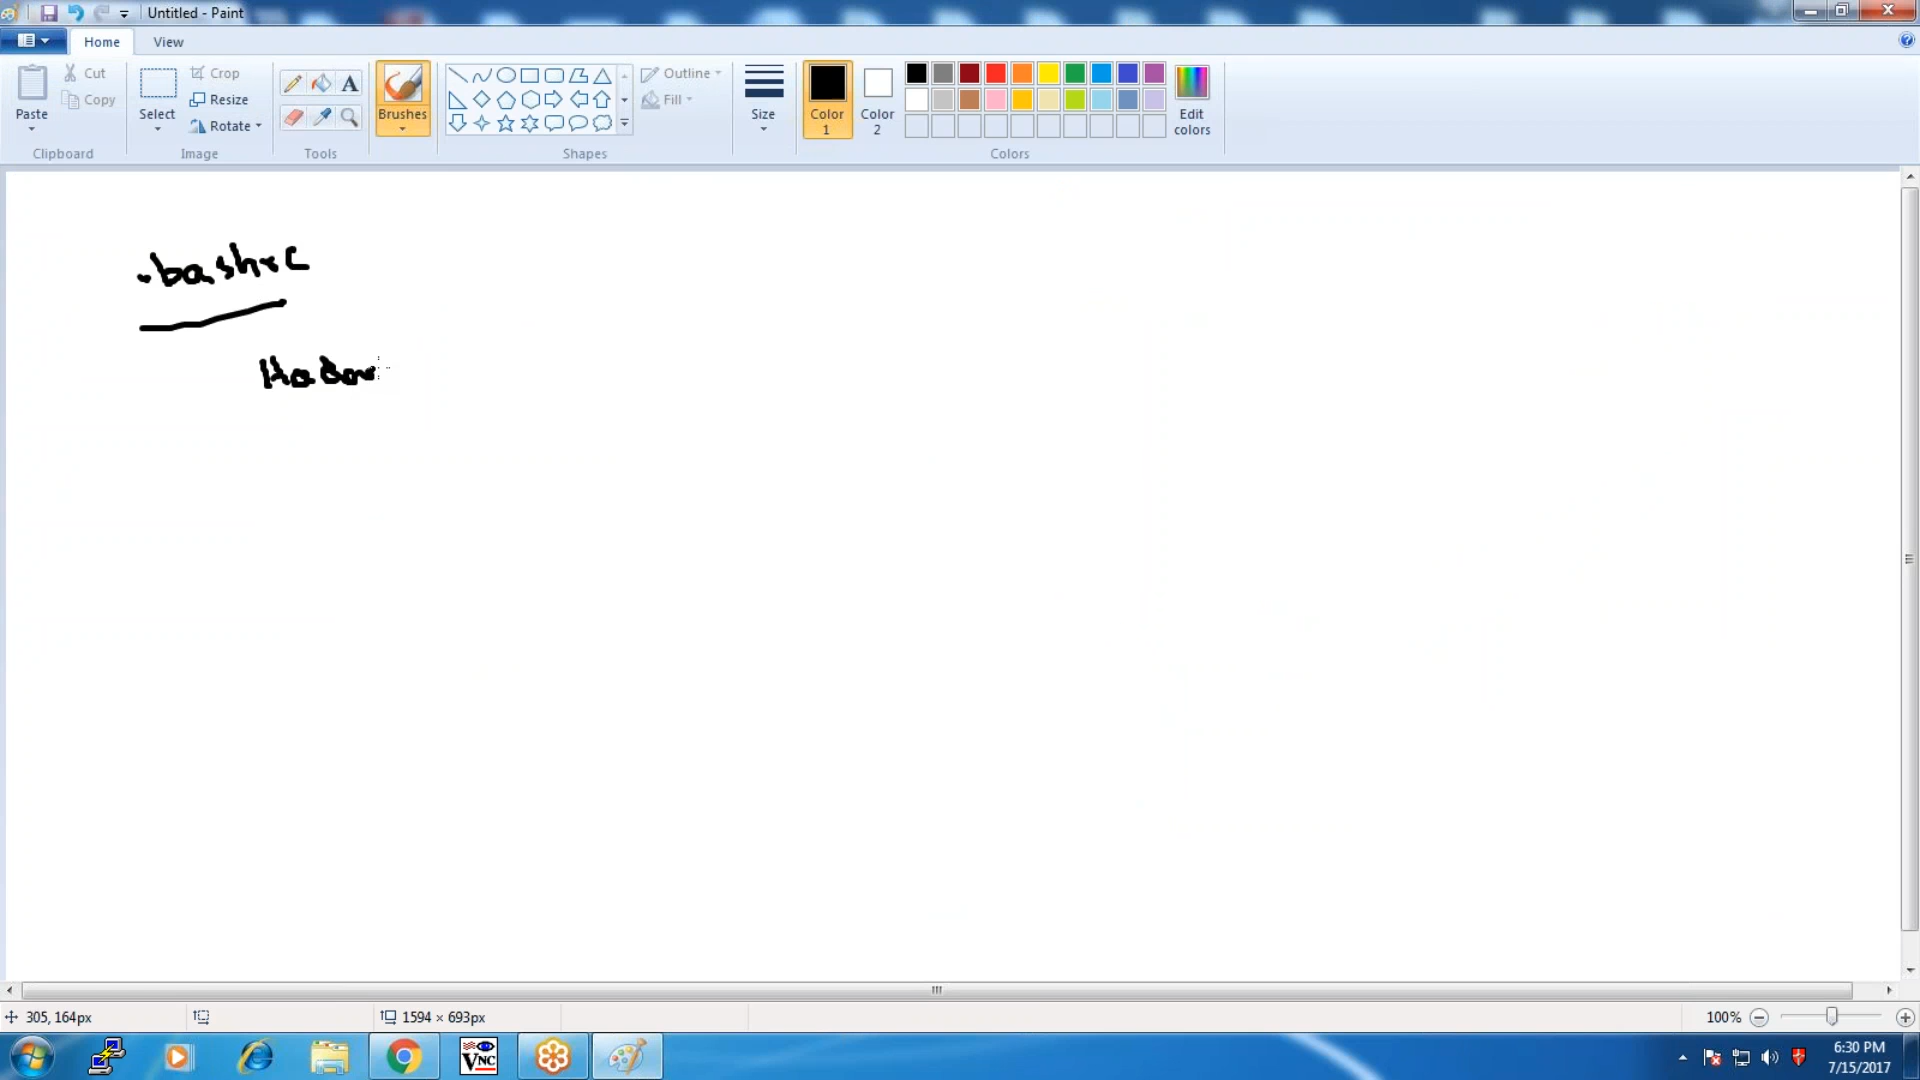 Untitled - Paint
Home View
Paste
Cut
Copy
Clipboard
Select
Crop
Resize
Rotate
Image
A
Tools
Brushes
Outline
Fill
Shapes
Size
Color 1
Color 2
Edit colors
Colors
.bashrc
305, 164px
1594 × 693px
100%
VNC
6:30 PM
7/15/2017